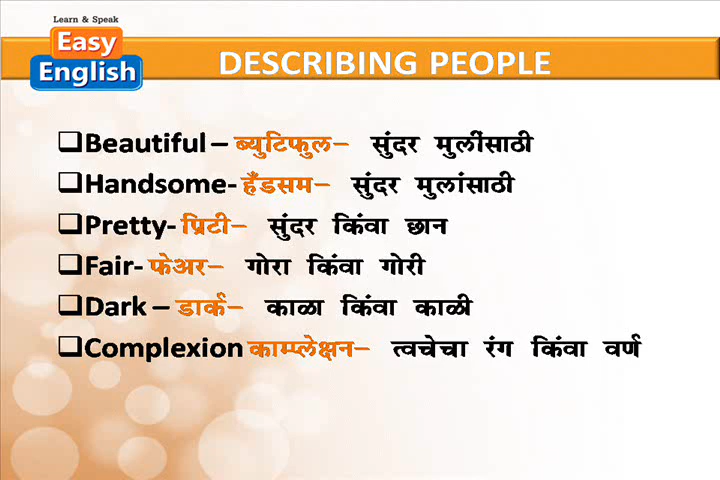 Learn & Speak
Easy
English
DESCRIBING PEOPLE
❑Beautiful – ब्युटिफुल– सुंदर मुलींसाठी
❑Handsome- हँडसम– सुंदर मुलांसाठी
❑Pretty- प्रिटी– सुंदर किंवा छान
❑Fair- फेअर– गोरा किंवा गोरी
❑Dark – डार्क– काळा किंवा काळी
❑Complexion काम्प्लेक्षन– त्वचेचा रंग किंवा वर्ण